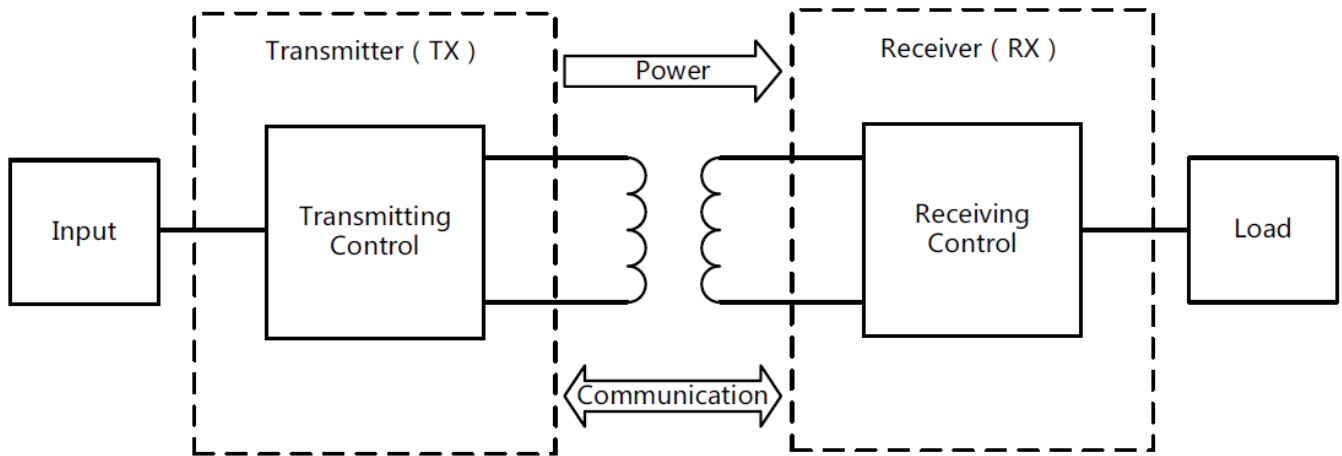 Transmitter ( TX )
Receiver ( RX )
Power
Input
Transmitting
Control
Receiving
Control
Load
Communication